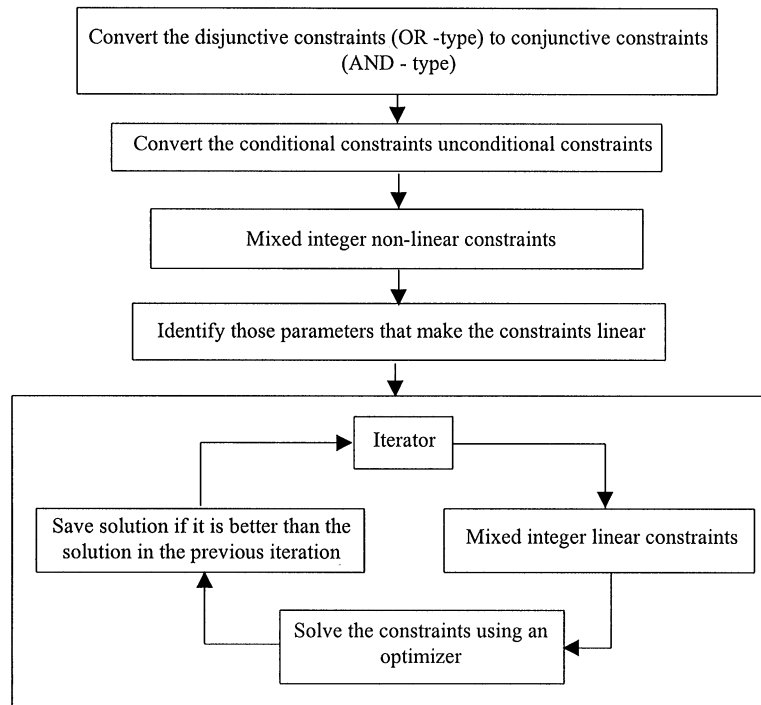 Convert the disjunctive constraints (OR -type) to conjunctive constraints
(AND - type)
Convert the conditional constraints unconditional constraints
Mixed integer non-linear constraints
Identify those parameters that make the constraints linear
Iterator
Save solution if it is better than the
solution in the previous iteration
Mixed integer linear constraints
Solve the constraints using an
optimizer